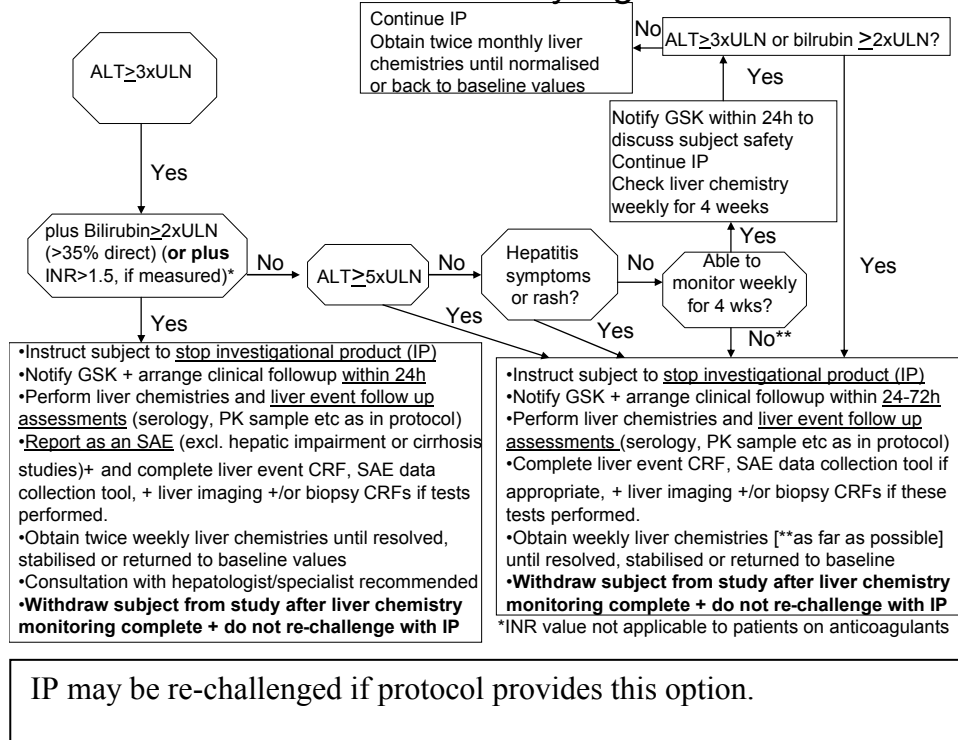 Continue IP
Obtain twice monthly liver
chemistries until normalised
or back to baseline values
No
ALT≥3xULN or bilrubin ≥2xULN?
ALT≥3xULN
Yes
Notify GSK within 24h to
discuss subject safety
Continue IP
Check liver chemistry
weekly for 4 weeks
Yes
plus Bilirubin≥2xULN
(>35% direct) (or plus
INR>1.5, if measured)*
No
ALT≥5xULN
No
Hepatitis
symptoms
or rash?
No
Able to
monitor weekly
for 4 wks?
Yes
Yes
Yes
Yes
Yes
No**
•Instruct subject to stop investigational product (IP)
•Notify GSK + arrange clinical followup within 24h
•Perform liver chemistries and liver event follow up
assessments (serology, PK sample etc as in protocol)
•Report as an SAE (excl. hepatic impairment or cirrhosis
studies)+ and complete liver event CRF, SAE data
collection tool, + liver imaging +/or biopsy CRFs if tests
performed.
•Obtain twice weekly liver chemistries until resolved,
stabilised or returned to baseline values
•Consultation with hepatologist/specialist recommended
•Withdraw subject from study after liver chemistry
monitoring complete + do not re-challenge with IP
•Instruct subject to stop investigational product (IP)
•Notify GSK + arrange clinical followup within 24-72h
•Perform liver chemistries and liver event follow up
assessments (serology, PK sample etc as in protocol)
•Complete liver event CRF, SAE data collection tool if
appropriate, + liver imaging +/or biopsy CRFs if these
tests performed.
•Obtain weekly liver chemistries [**as far as possible]
until resolved, stabilised or returned to baseline
•Withdraw subject from study after liver chemistry
monitoring complete + do not re-challenge with IP
*INR value not applicable to patients on anticoagulants
IP may be re-challenged if protocol provides this option.